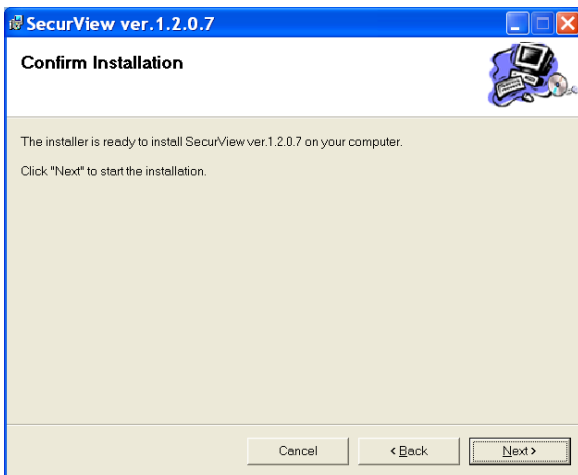 SecurView ver.1.2.0.7
Confirm Installation
The installer is ready to install SecurView ver.1.2.0.7 on your computer.
Click "Next" to start the installation.
Cancel
< Back
Next >